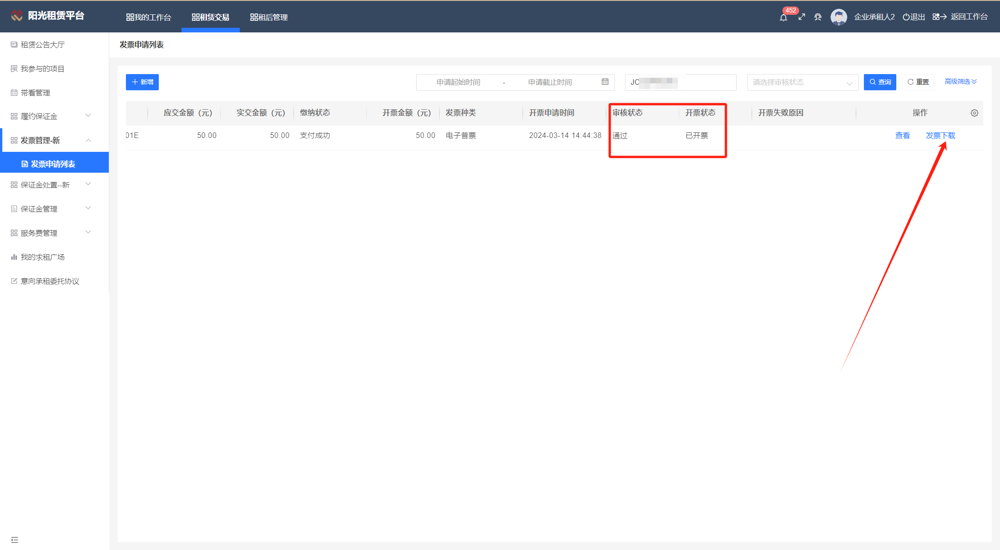 阳光租赁平台
我的工作台 租赁交易 租后管理
452
企业承租人2 退出 返回工作台
租赁公告大厅
我参与的项目
带看管理
履约保证金
发票管理-新
发票申请列表
保证金处置--新
保证金管理
服务费管理
我的求租广场
意向承租委托协议
发票申请列表
新增 申请起始时间 - 申请截止时间 JC 请选择审核状态 查询 重置 高级筛选
应交金额（元） 实交金额（元） 缴纳状态 开票金额（元） 发票种类 开票申请时间 审核状态 开票状态 开票失败原因 操作
01E 50.00 50.00 支付成功 50.00 电子普票 2024-03-14 14:44:38 通过 已开票 查看 发票下载